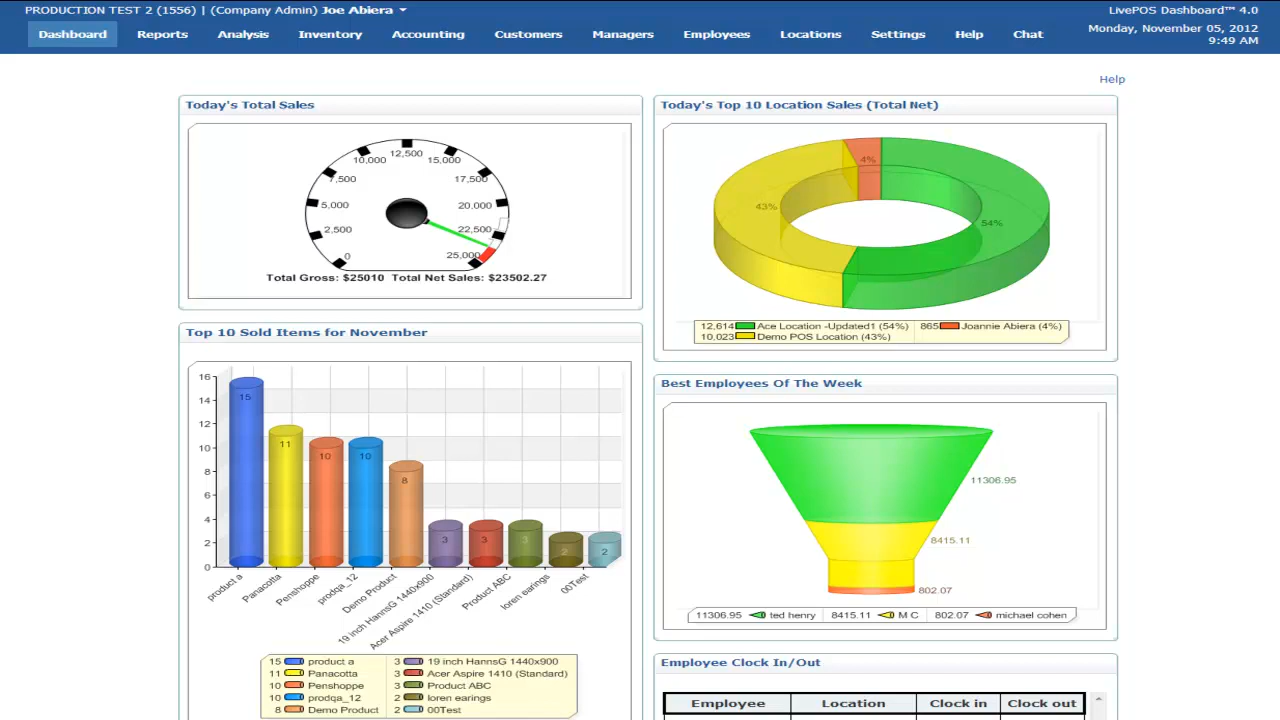 PRODUCTION TEST 2 (1556) | (Company Admin) Joe Abiera
LivePOS Dashboard™ 4.0
Dashboard Reports Analysis Inventory Accounting Customers Managers Employees Locations Settings Help Chat
Monday, November 05, 2012
9:49 AM
Help
Today's Total Sales
0
2,500
5,000
7,500
10,000
12,500
15,000
17,500
20,000
22,500
25,000
Total Gross: $25010 Total Net Sales: $23502.27
Today's Top 10 Location Sales (Total Net)
4%
43%
54%
12,614 Ace Location -Updated1 (54%) 865 Joannie Abiera (4%)
10,023 Demo POS Location (43%)
Top 10 Sold Items for November
16
14
12
10
8
6
4
2
0
15
11
10
10
8
3
3
3
2
2
product a
Panacotta
Penshoppe
prodqa_12
Demo Product
19 inch HannsG 1440x900
Acer Aspire 1410 (Standard)
Product ABC
loren earings
00Test
15 product a 3 19 inch HannsG 1440x900
11 Panacotta 3 Acer Aspire 1410 (Standard)
10 Penshoppe 3 Product ABC
10 prodqa_12 2 loren earings
8 Demo Product 2 00Test
Best Employees Of The Week
11306.95
8415.11
802.07
11306.95 ted henry 8415.11 M C 802.07 michael cohen
Employee Clock In/Out
Employee Location Clock in Clock out